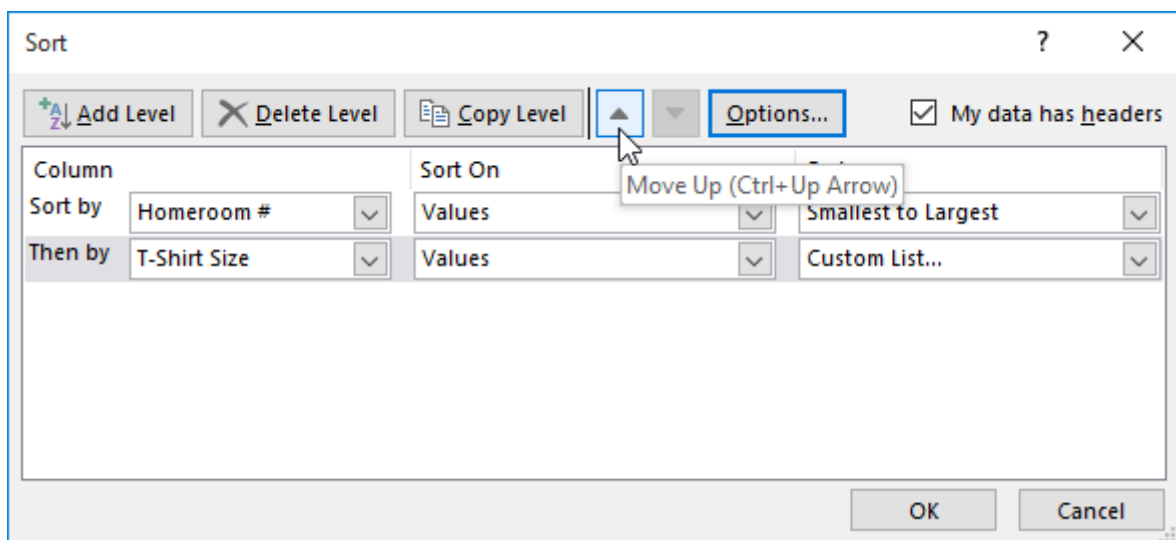 Sort
Add Level Delete Level Copy Level Options... My data has headers
Column Sort On
Move Up (Ctrl+Up Arrow)
Sort by Homeroom # Values Smallest to Largest
Then by T-Shirt Size Values Custom List...
OK Cancel